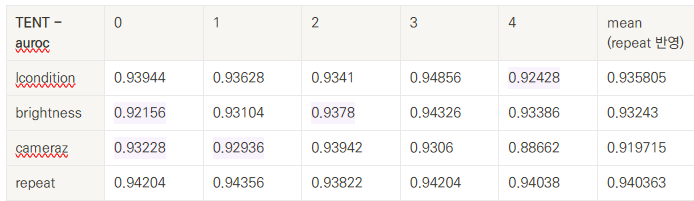 TENT – auroc 0 1 2 3 4 mean (repeat 반영)
lcondition 0.93944 0.93628 0.9341 0.94856 0.92428 0.935805
brightness 0.92156 0.93104 0.9378 0.94326 0.93386 0.93243
cameraz 0.93228 0.92936 0.93942 0.9306 0.88662 0.919715
repeat 0.94204 0.94356 0.93822 0.94204 0.94038 0.940363